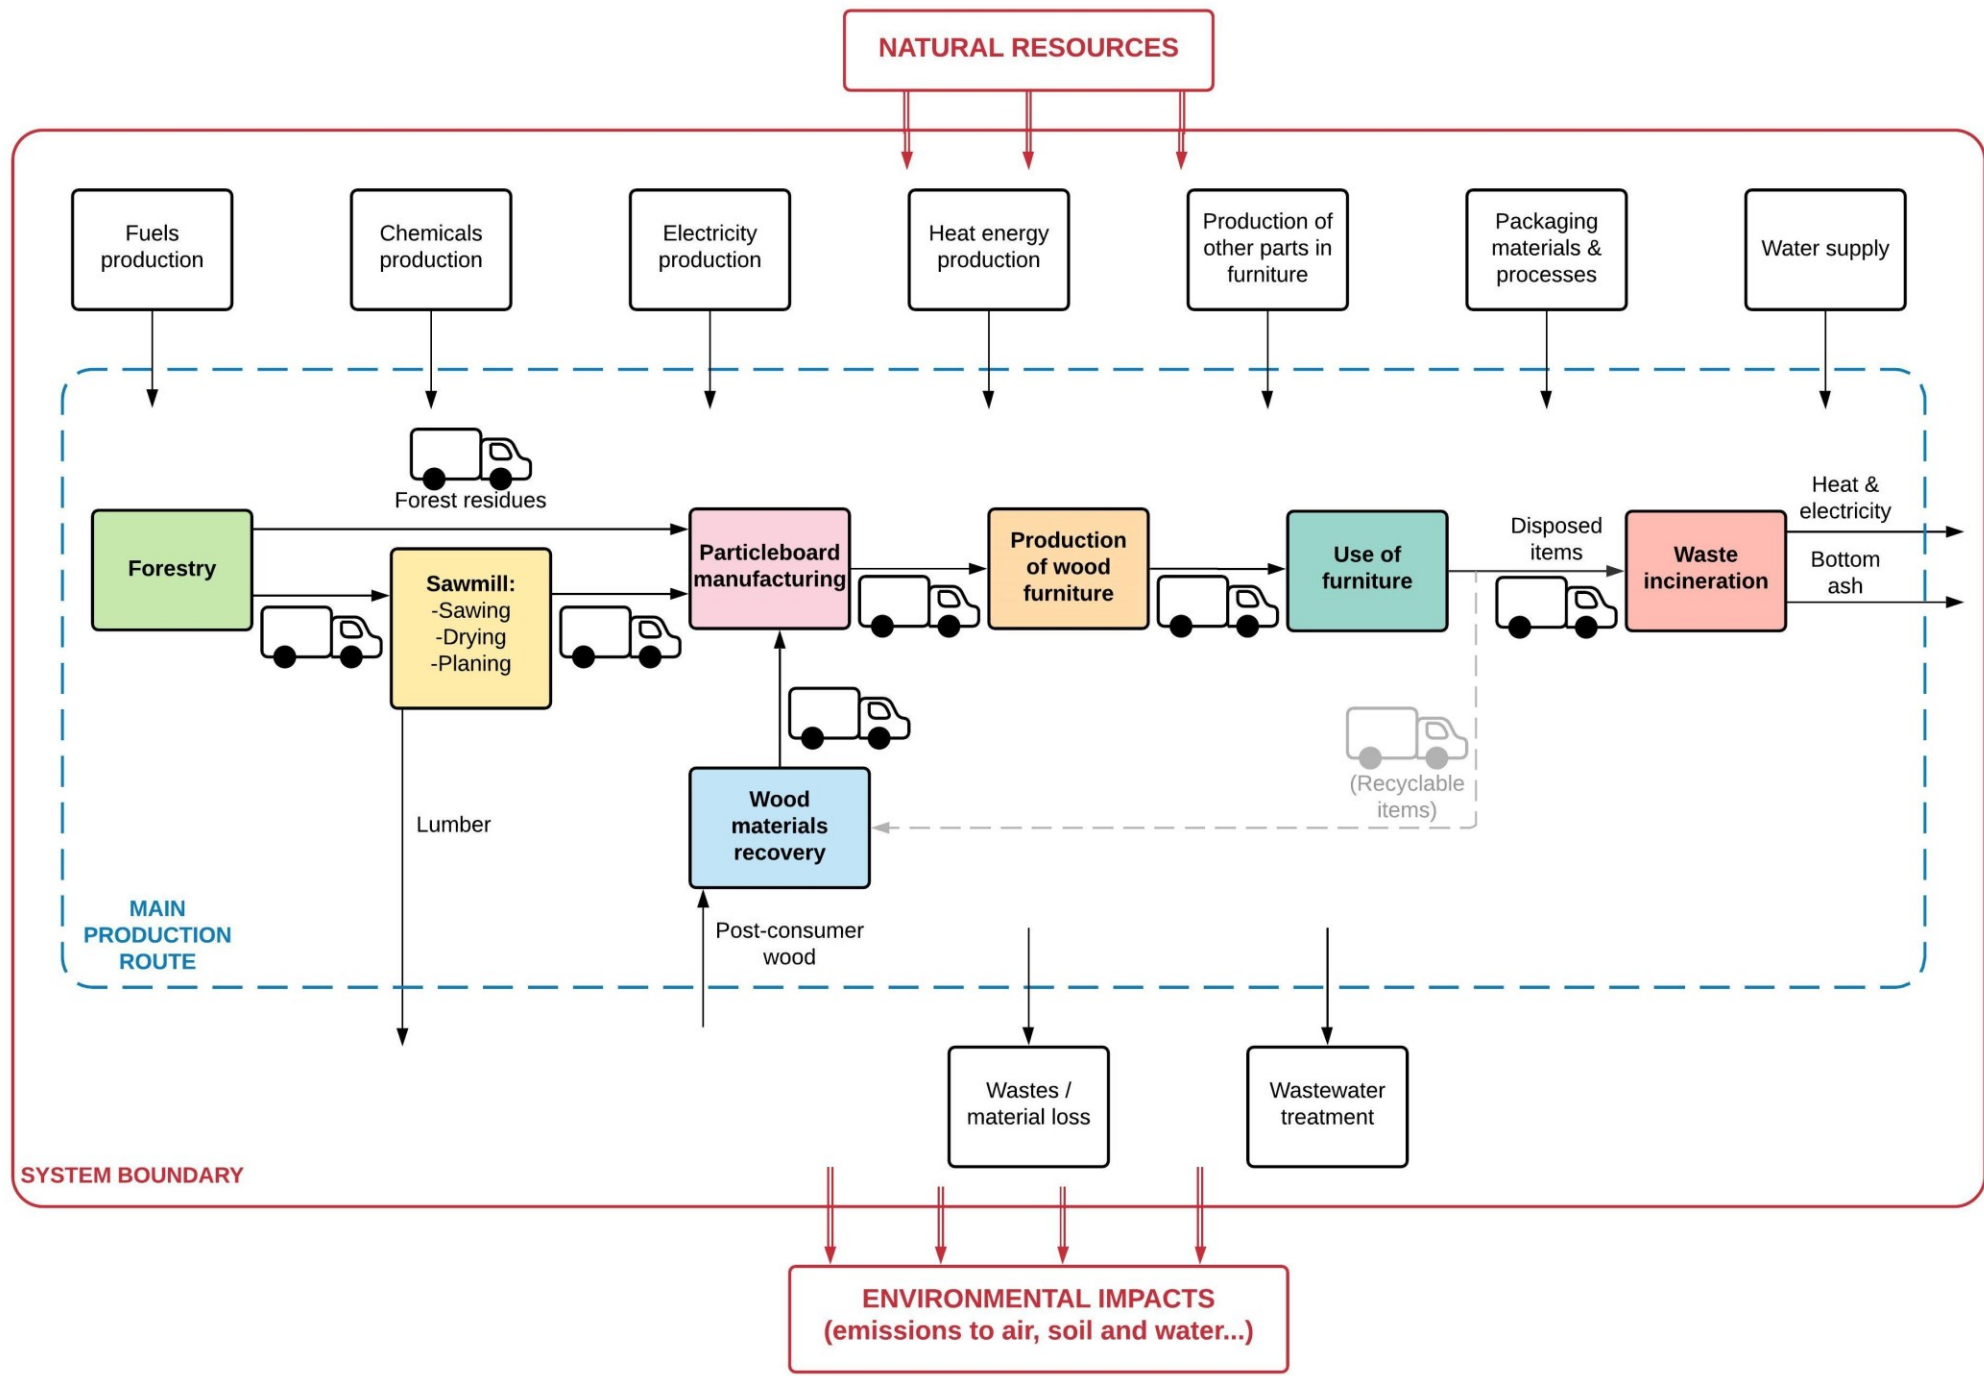 NATURAL RESOURCES
Fuels
production
Chemicals
production
Electricity
production
Heat energy
production
Production of
other parts in
furniture
Packaging
materials &
processes
Water supply
Forest residues
Forestry
Sawmill:
-Sawing
-Drying
-Planing
Particleboard
manufacturing
Production
of wood
furniture
Use of
furniture
Disposed
items
Waste
incineration
Heat &
electricity
Bottom
ash
(Recyclable
items)
Lumber
Wood
materials
recovery
Post-consumer
wood
MAIN
PRODUCTION
ROUTE
Wastes /
material loss
Wastewater
treatment
SYSTEM BOUNDARY
ENVIRONMENTAL IMPACTS
(emissions to air, soil and water...)